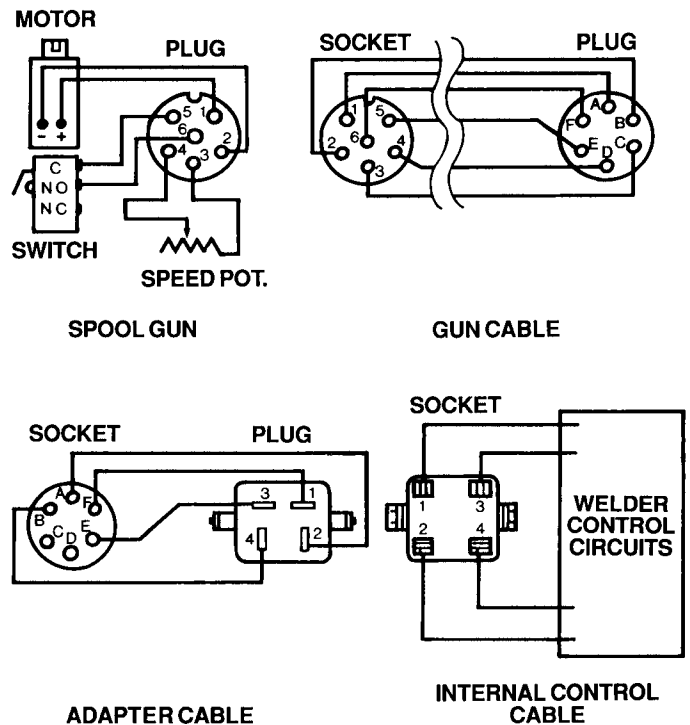 MOTOR
PLUG
- +
5 1
6
4 3 2
C
NO
NC
SWITCH
SPEED POT.
SPOOL GUN
SOCKET
PLUG
1 5
6
2 4
3
A
F B
E C
D
GUN CABLE
SOCKET
PLUG
A
B F
C E
D
3 1
4 2
ADAPTER CABLE
SOCKET
1 3
2 4
WELDER
CONTROL
CIRCUITS
INTERNAL CONTROL
CABLE